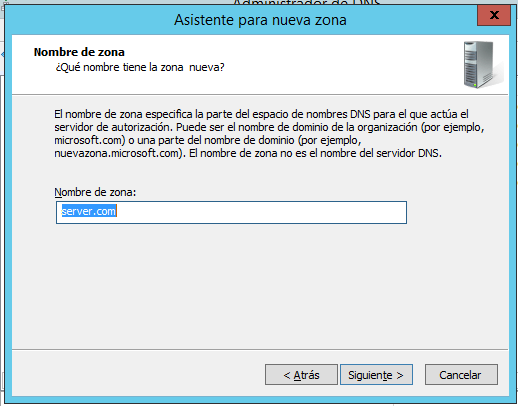 Administrador de DNS
Asistente para nueva zona
x
Nombre de zona
¿Qué nombre tiene la zona nueva?
El nombre de zona especifica la parte del espacio de nombres DNS para el que actúa el
servidor de autorización. Puede ser el nombre de dominio de la organización (por ejemplo,
microsoft.com) o una parte del nombre de dominio (por ejemplo,
nuevazona.microsoft.com). El nombre de zona no es el nombre del servidor DNS.
Nombre de zona:
server.com
< Atrás
Siguiente >
Cancelar